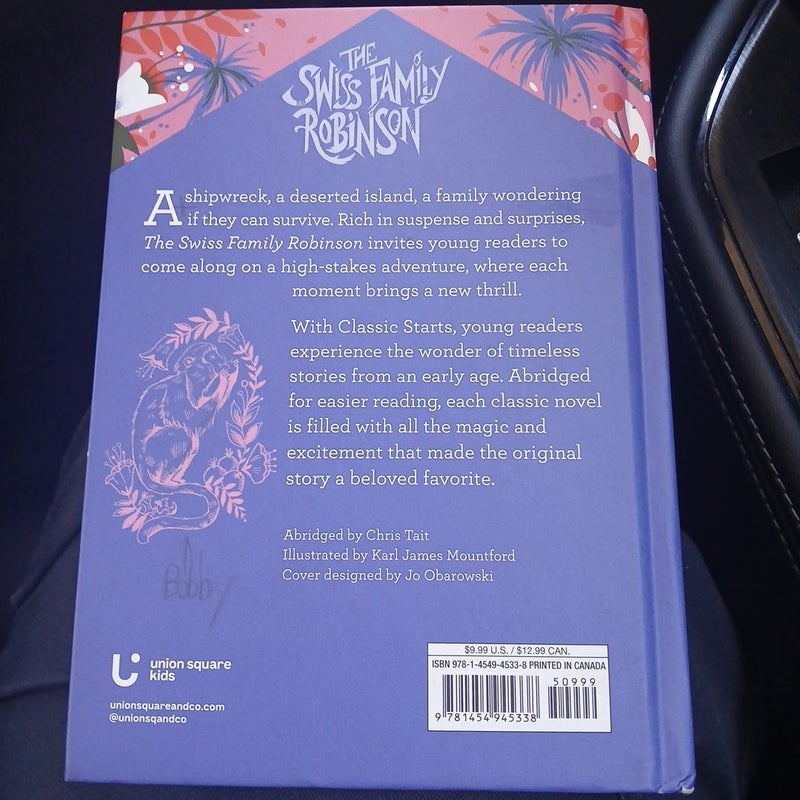 THE
SWISS FAMILY
ROBINSON
A shipwreck, a deserted island, a family wondering
if they can survive. Rich in suspense and surprises,
The Swiss Family Robinson invites young readers to
come along on a high-stakes adventure, where each
moment brings a new thrill.
With Classic Starts, young readers
experience the wonder of timeless
stories from an early age. Abridged
for easier reading, each classic novel
is filled with all the magic and
excitement that made the original
story a beloved favorite.
Abridged by Chris Tait
Illustrated by Karl James Mountford
Cover designed by Jo Obarowski
Bobby
union square
kids
unionsquareandco.com
@unionsqandco
$9.99 U.S. / $12.99 CAN.
ISBN 978-1-4549-4533-8 PRINTED IN CANADA
50999
9 781454 945338